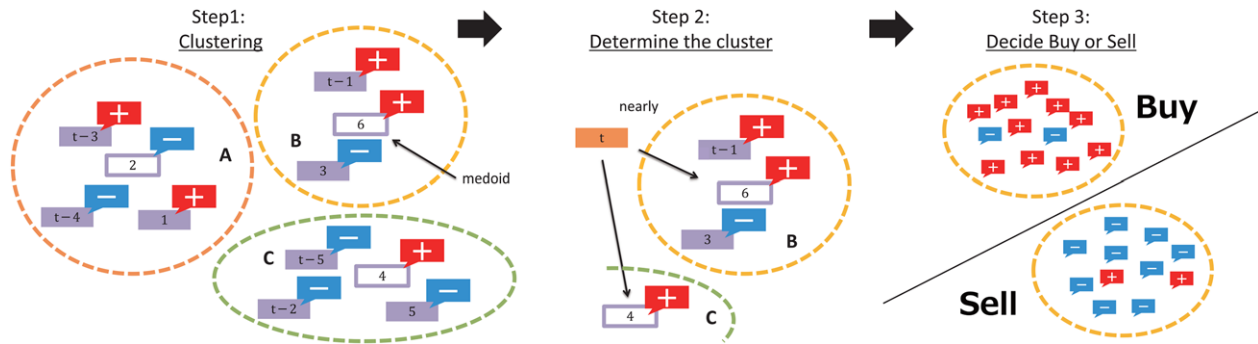 Step1:
Clustering
Step 2:
Determine the cluster
Step 3:
Decide Buy or Sell
+
t−3
−
2
A
−
t−4
+
1
+
t−1
+
6
B
−
3
medoid
C
−
t−5
+
4
−
t−2
−
5
nearly
t
+
t−1
+
6
−
3
B
+
4
C
+
+
+
+
+
−
+
−
+
+
+
+
Buy
−
−
−
−
−
−
+
+
−
−
−
Sell